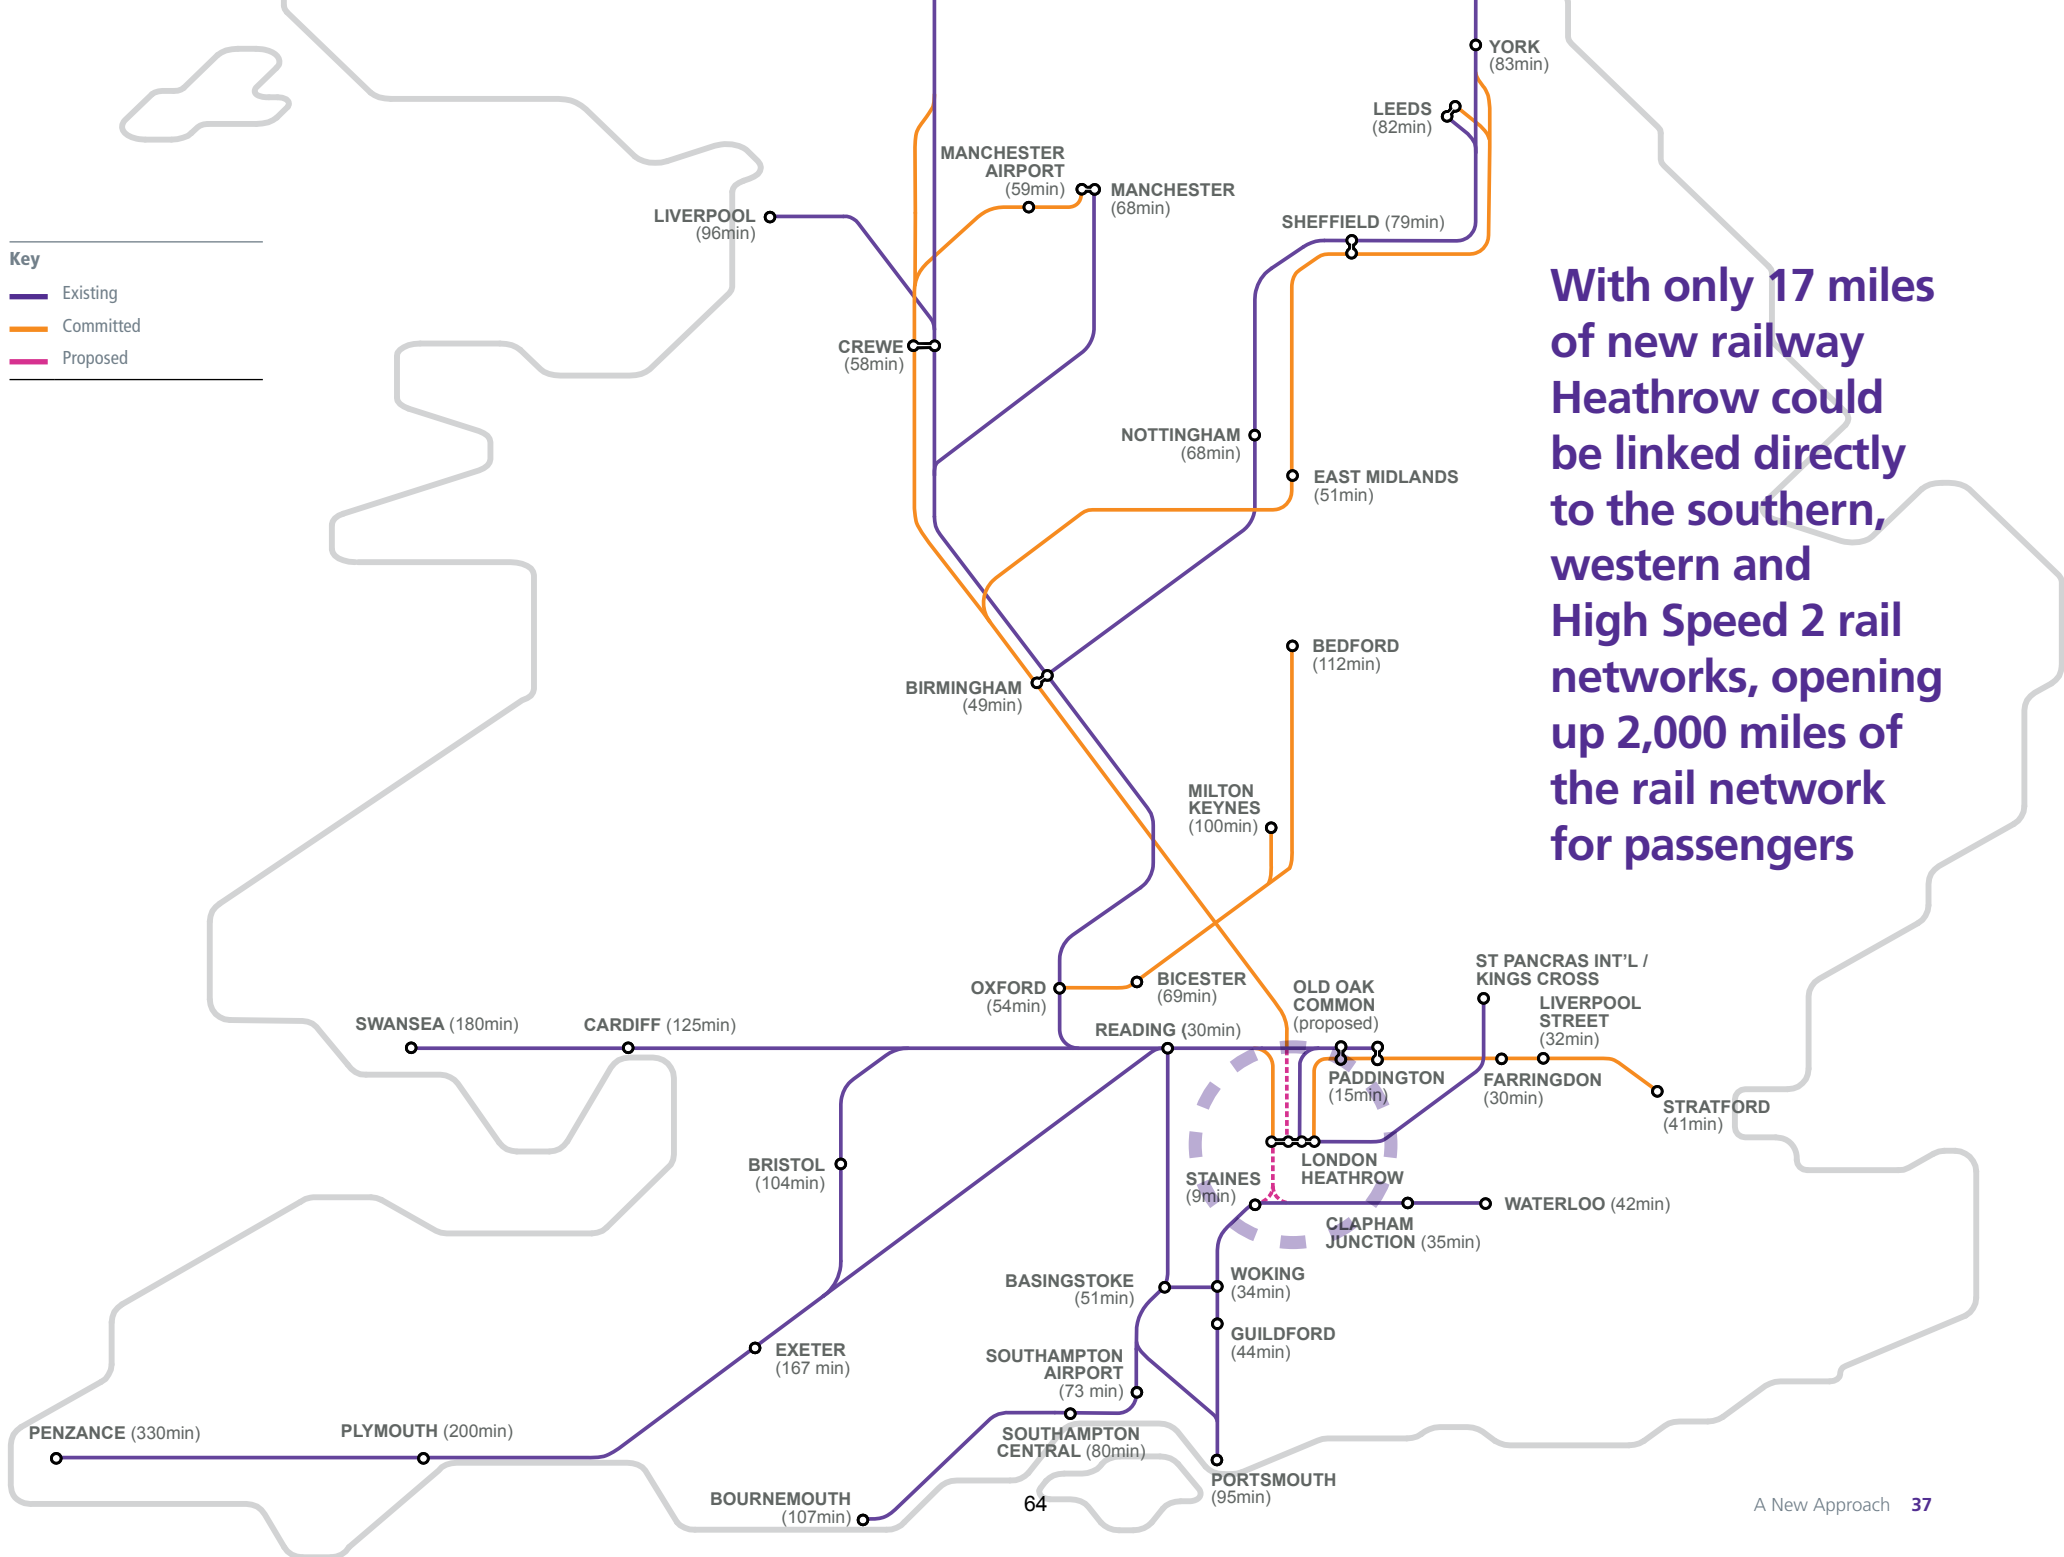 YORK
(83min)
LEEDS
(82min)
MANCHESTER
AIRPORT
(59min)
MANCHESTER
(68min)
LIVERPOOL
(96min)
SHEFFIELD (79min)
Key
Existing
Committed
Proposed
With only 17 miles
of new railway
Heathrow could
be linked directly
to the southern,
western and
High Speed 2 rail
networks, opening
up 2,000 miles of
the rail network
for passengers
CREWE
(58min)
NOTTINGHAM
(68min)
EAST MIDLANDS
(51min)
BEDFORD
(112min)
BIRMINGHAM
(49min)
MILTON
KEYNES
(100min)
ST PANCRAS INT'L /
KINGS CROSS
OXFORD
(54min)
BICESTER
(69min)
OLD OAK
COMMON
(proposed)
LIVERPOOL
STREET
(32min)
SWANSEA (180min)
CARDIFF (125min)
READING (30min)
PADDINGTON
(15min)
FARRINGDON
(30min)
STRATFORD
(41min)
BRISTOL
(104min)
LONDON
HEATHROW
STAINES
(9min)
WATERLOO (42min)
CLAPHAM
JUNCTION (35min)
BASINGSTOKE
(51min)
WOKING
(34min)
GUILDFORD
(44min)
EXETER
(167 min)
SOUTHAMPTON
AIRPORT
(73 min)
PENZANCE (330min)
PLYMOUTH (200min)
SOUTHAMPTON
CENTRAL (80min)
PORTSMOUTH
(95min)
BOURNEMOUTH
(107min)
64
A New Approach 37